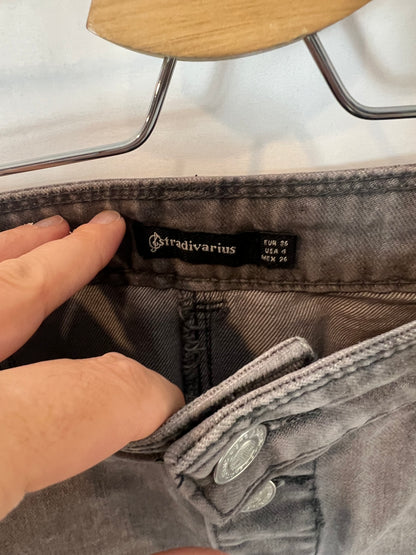 stradivarius
EUR 36
USA 4
MEX 26